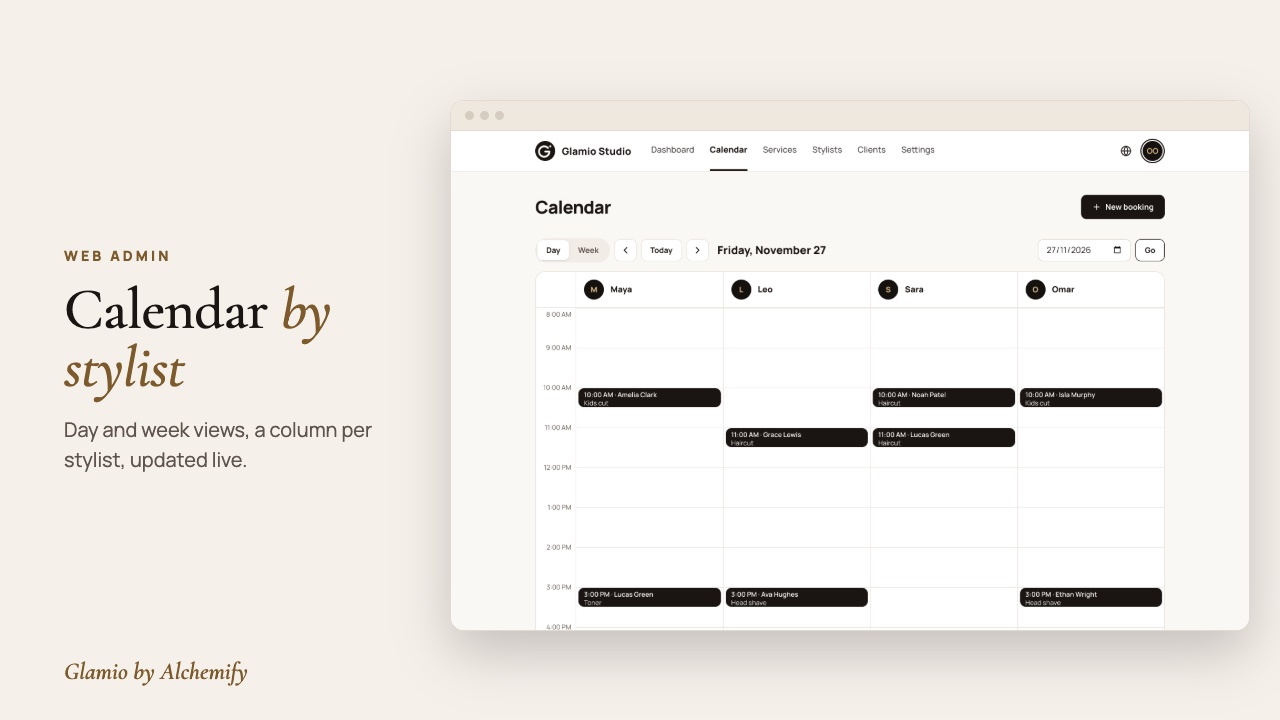 WEB ADMIN
Calendar by
stylist
Day and week views, a column per
stylist, updated live.
Glamio by Alchemify
Glamio Studio Dashboard Calendar Services Stylists Clients Settings OO
Calendar
+ New booking
Day Week < Today > Friday, November 27 27/11/2026 Go
M Maya L Leo S Sara O Omar
8:00 AM
9:00 AM
10:00 AM
10:00 AM · Amelia Clark
Kids cut
10:00 AM · Noah Patel
Haircut
10:00 AM · Isla Murphy
Kids cut
11:00 AM
11:00 AM · Grace Lewis
Haircut
11:00 AM · Lucas Green
Haircut
12:00 PM
1:00 PM
2:00 PM
3:00 PM
3:00 PM · Lucas Green
Toner
3:00 PM · Ava Hughes
Head shave
3:00 PM · Ethan Wright
Head shave
4:00 PM